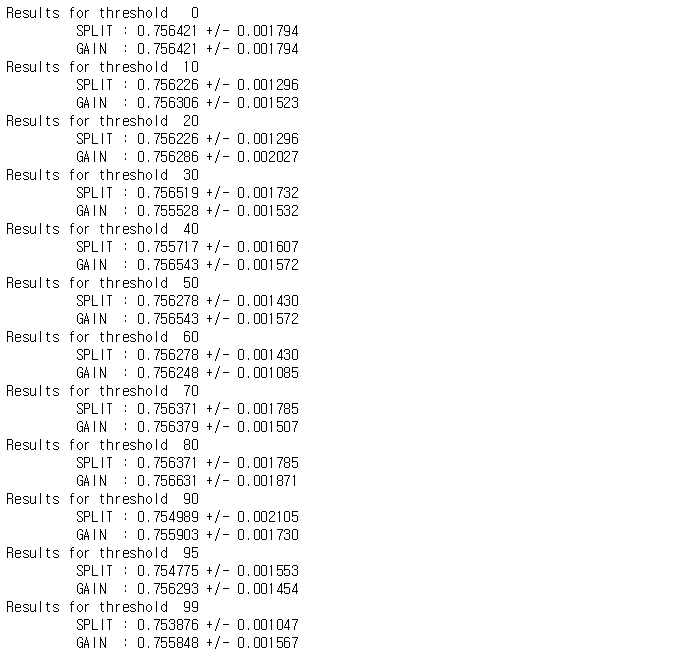 Results for threshold   0
         SPLIT : 0.756421 +/- 0.001794
         GAIN  : 0.756421 +/- 0.001794
Results for threshold  10
         SPLIT : 0.756226 +/- 0.001296
         GAIN  : 0.756306 +/- 0.001523
Results for threshold  20
         SPLIT : 0.756226 +/- 0.001296
         GAIN  : 0.756286 +/- 0.002027
Results for threshold  30
         SPLIT : 0.756519 +/- 0.001732
         GAIN  : 0.755528 +/- 0.001532
Results for threshold  40
         SPLIT : 0.755717 +/- 0.001607
         GAIN  : 0.756543 +/- 0.001572
Results for threshold  50
         SPLIT : 0.756278 +/- 0.001430
         GAIN  : 0.756543 +/- 0.001572
Results for threshold  60
         SPLIT : 0.756278 +/- 0.001430
         GAIN  : 0.756248 +/- 0.001085
Results for threshold  70
         SPLIT : 0.756371 +/- 0.001785
         GAIN  : 0.756379 +/- 0.001507
Results for threshold  80
         SPLIT : 0.756371 +/- 0.001785
         GAIN  : 0.756631 +/- 0.001871
Results for threshold  90
         SPLIT : 0.754989 +/- 0.002105
         GAIN  : 0.755903 +/- 0.001730
Results for threshold  95
         SPLIT : 0.754775 +/- 0.001553
         GAIN  : 0.756293 +/- 0.001454
Results for threshold  99
         SPLIT : 0.753876 +/- 0.001047
         GAIN  : 0.755848 +/- 0.001567